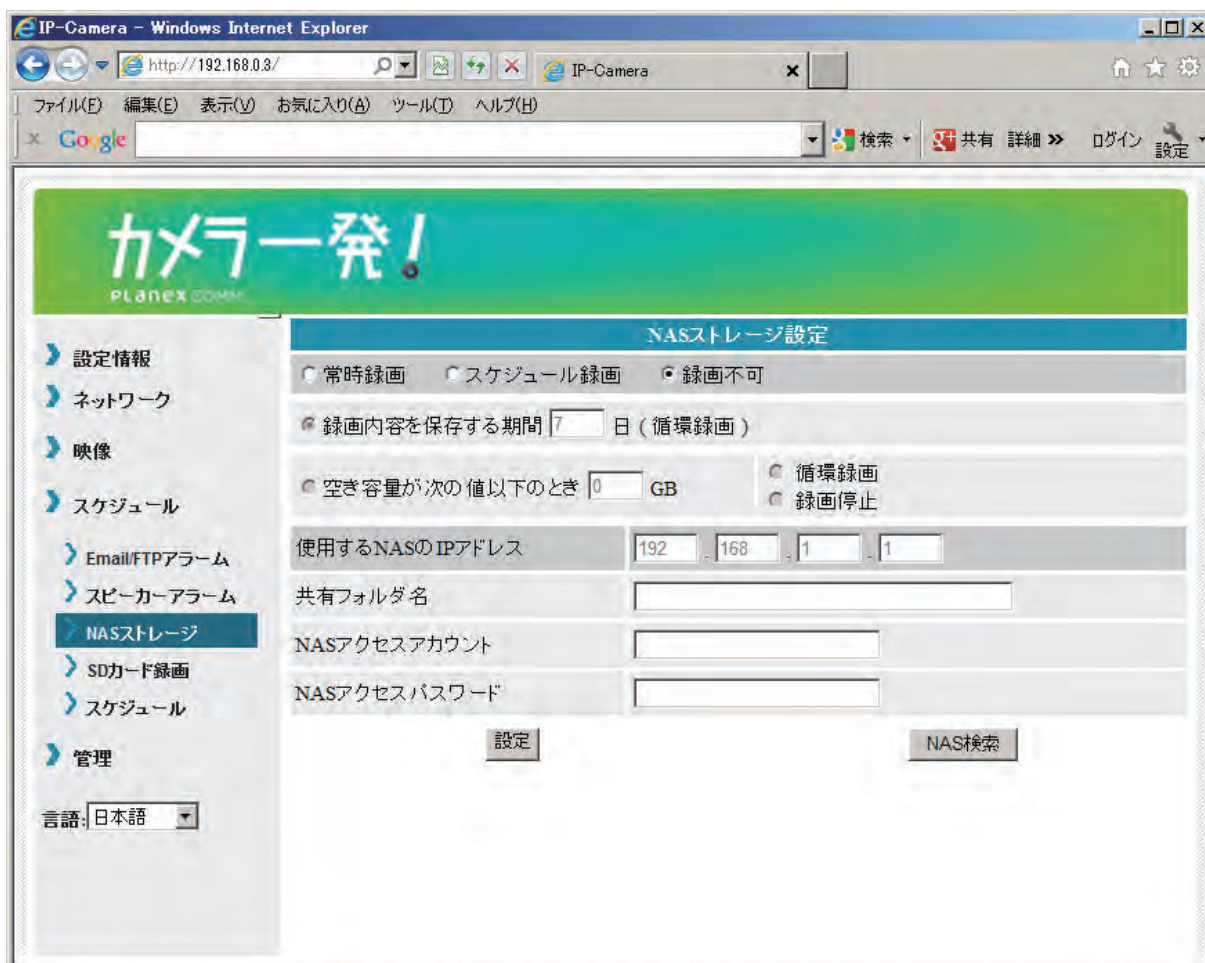 IP-Camera - Windows Internet Explorer
http://192.168.0.8/
IP-Camera
ファイル(F) 編集(E) 表示(V) お気に入り(A) ツール(T) ヘルプ(H)
Google
検索
共有 詳細
ログイン
設定
カメラ一発!
PLANEX COMM
設定情報
ネットワーク
映像
スケジュール
Email/FTPアラーム
スピーカーアラーム
NASストレージ
SDカード録画
スケジュール
管理
言語: 日本語
NASストレージ設定
常時録画 スケジュール録画 録画不可
録画内容を保存する期間 7 日 ( 循環録画 )
空き容量が次の値以下のとき 0 GB
循環録画
録画停止
使用するNASのIPアドレス 192 . 168 . 1 . 1
共有フォルダ名
NASアクセスアカウント
NASアクセスパスワード
設定 NAS検索